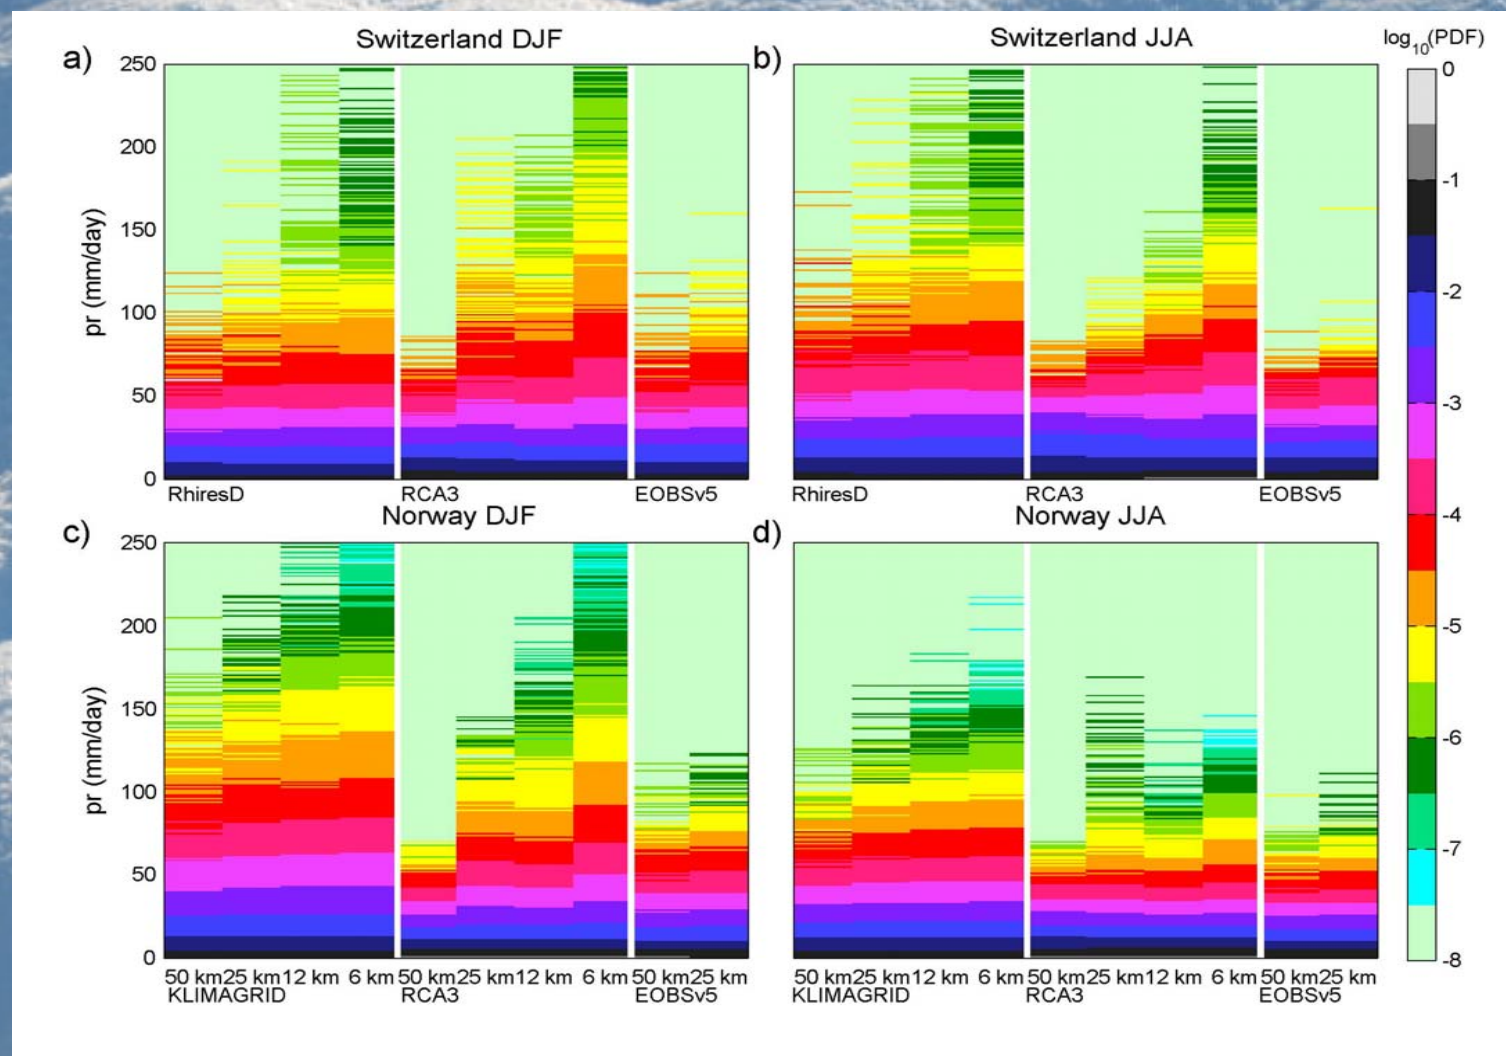 a) Switzerland DJF
b) Switzerland JJA
log10(PDF)
250
200
150
100
50
0
pr (mm/day)
RhiresD RCA3 EOBSv5
RhiresD RCA3 EOBSv5
c) Norway DJF
d) Norway JJA
250
200
150
100
50
0
pr (mm/day)
50 km 25 km 12 km 6 km 50 km 25 km 12 km 6 km 50 km 25 km
KLIMAGRID RCA3 EOBSv5
50 km 25 km 12 km 6 km 50 km 25 km 12 km 6 km 50 km 25 km
KLIMAGRID RCA3 EOBSv5
0
-1
-2
-3
-4
-5
-6
-7
-8